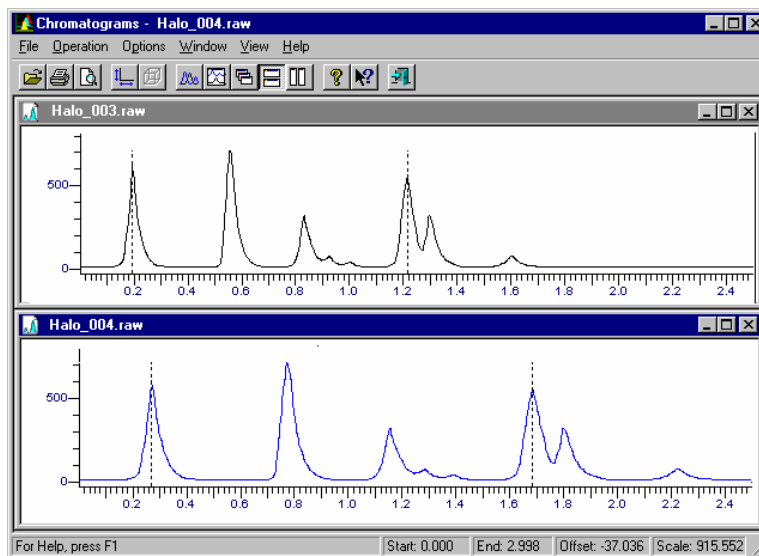 Chromatograms - Halo_004.raw
File Operation Options Window View Help
Halo_003.raw
500
0
0.2 0.4 0.6 0.8 1.0 1.2 1.4 1.6 1.8 2.0 2.2 2.4
Halo_004.raw
500
0
0.2 0.4 0.6 0.8 1.0 1.2 1.4 1.6 1.8 2.0 2.2 2.4
For Help, press F1 Start: 0.000 End: 2.998 Offset: -37.036 Scale: 915.552